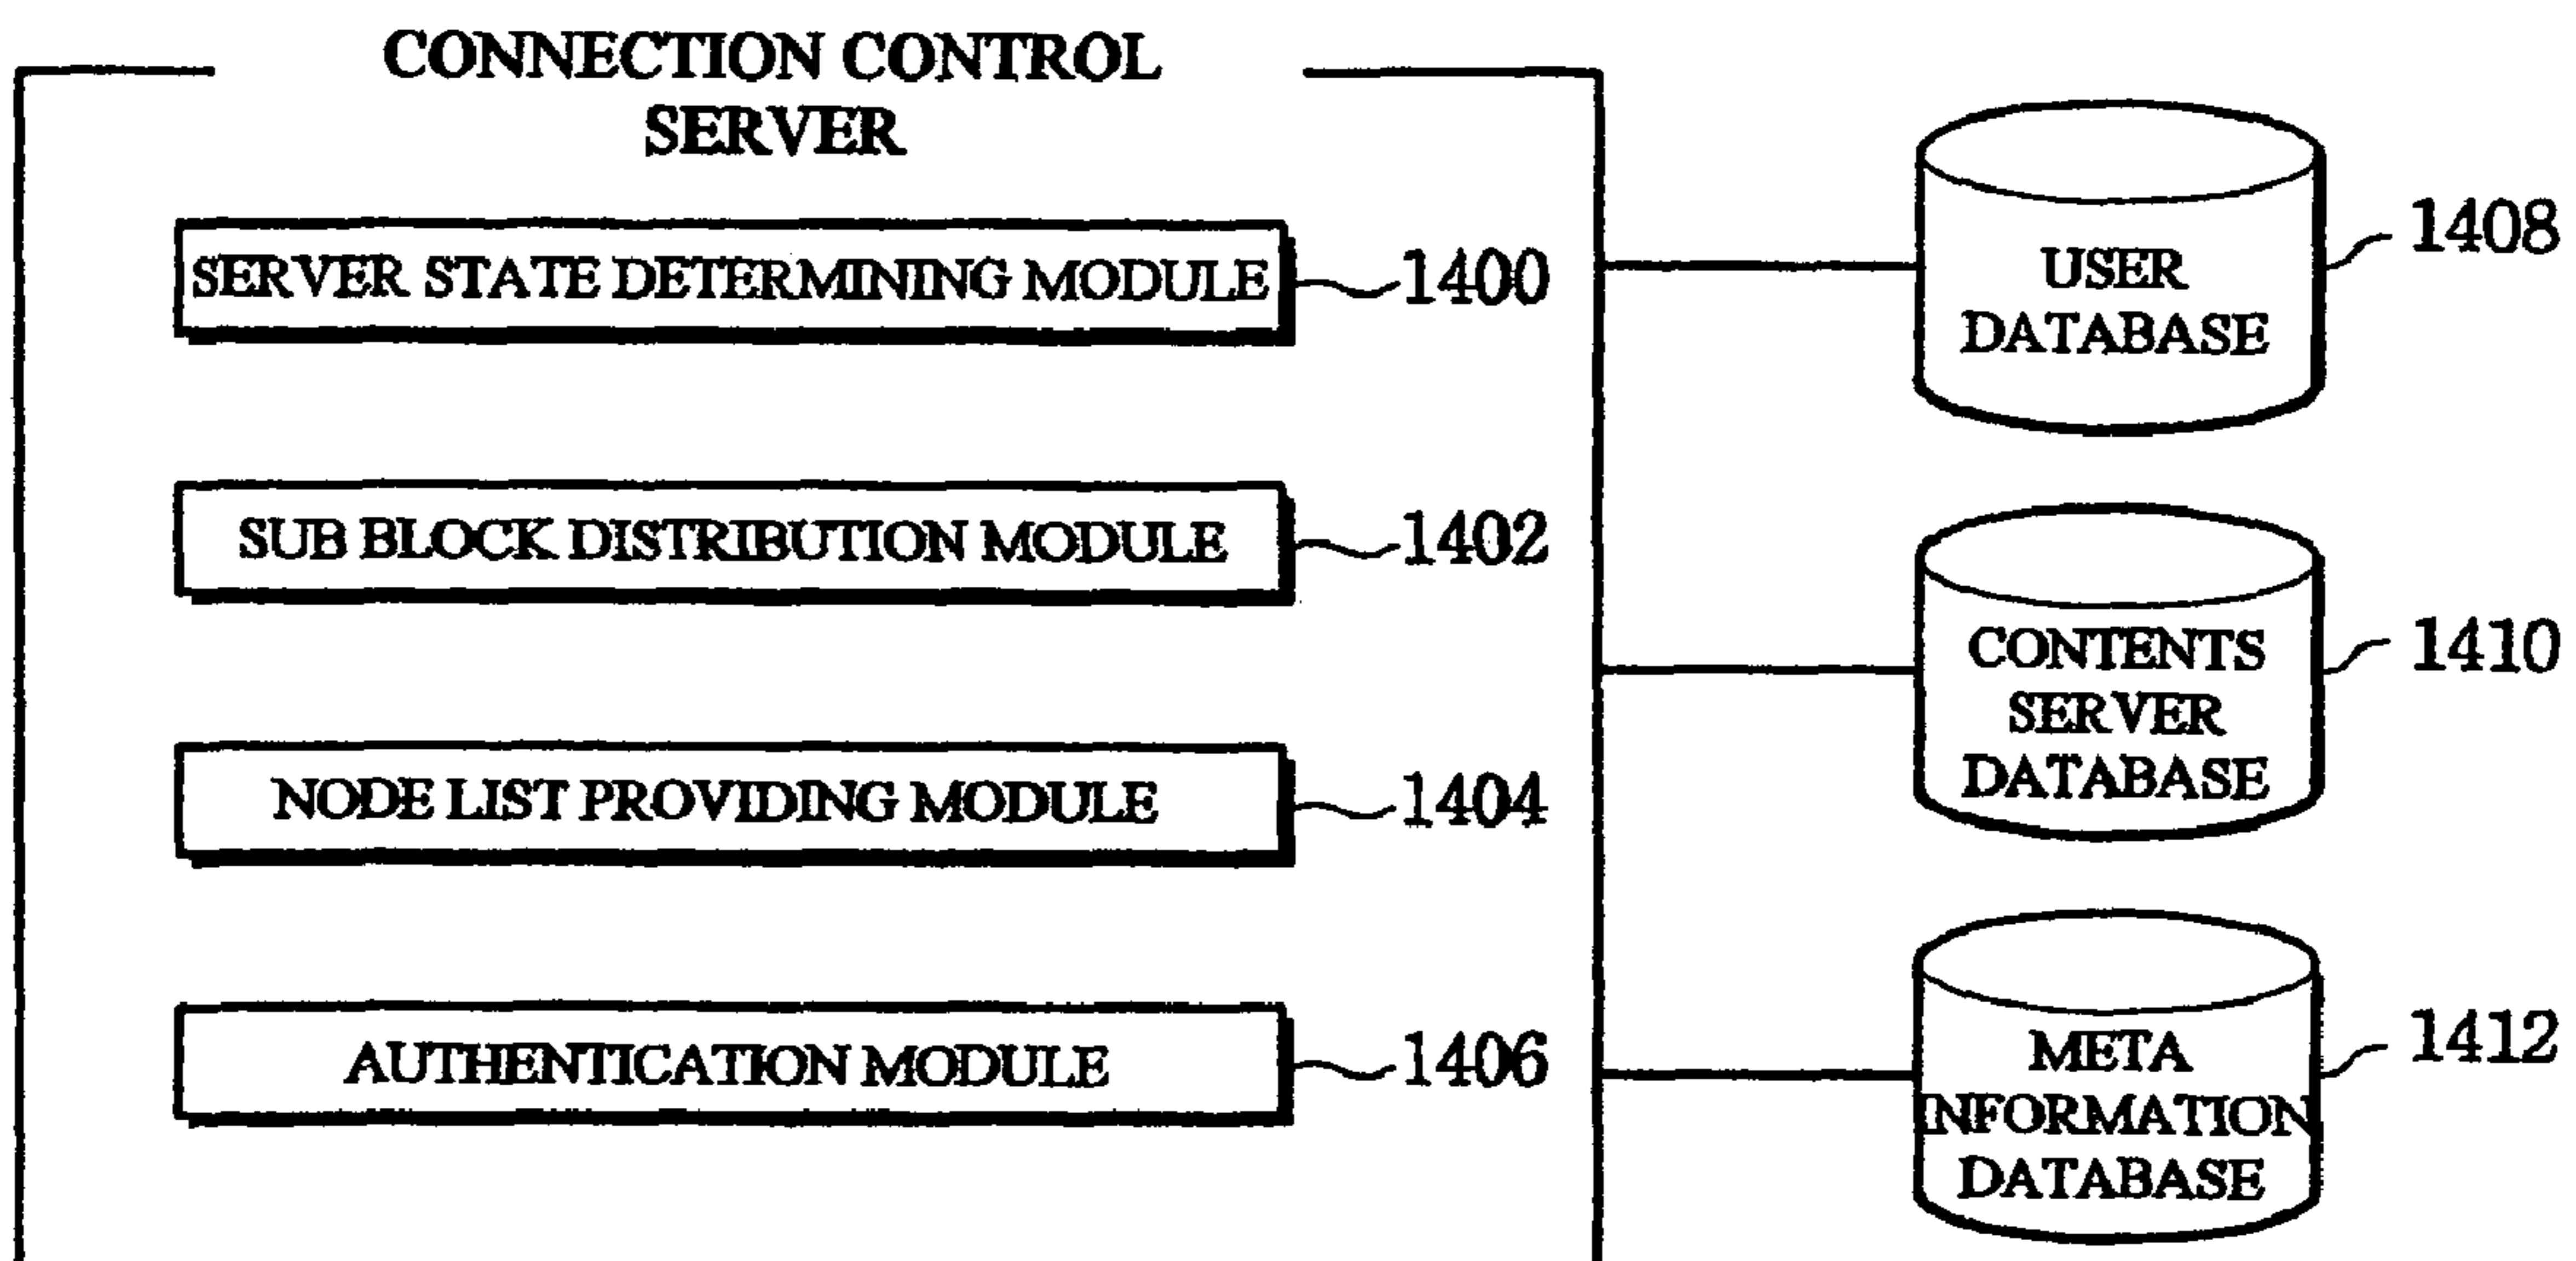 CONNECTION CONTROL
SERVER
SERVER STATE DETERMINING MODULE
1400
SUB BLOCK DISTRIBUTION MODULE
1402
NODE LIST PROVIDING MODULE
1404
AUTHENTICATION MODULE
1406
USER
DATABASE
1408
CONTENTS
SERVER
DATABASE
1410
META
INFORMATION
DATABASE
1412